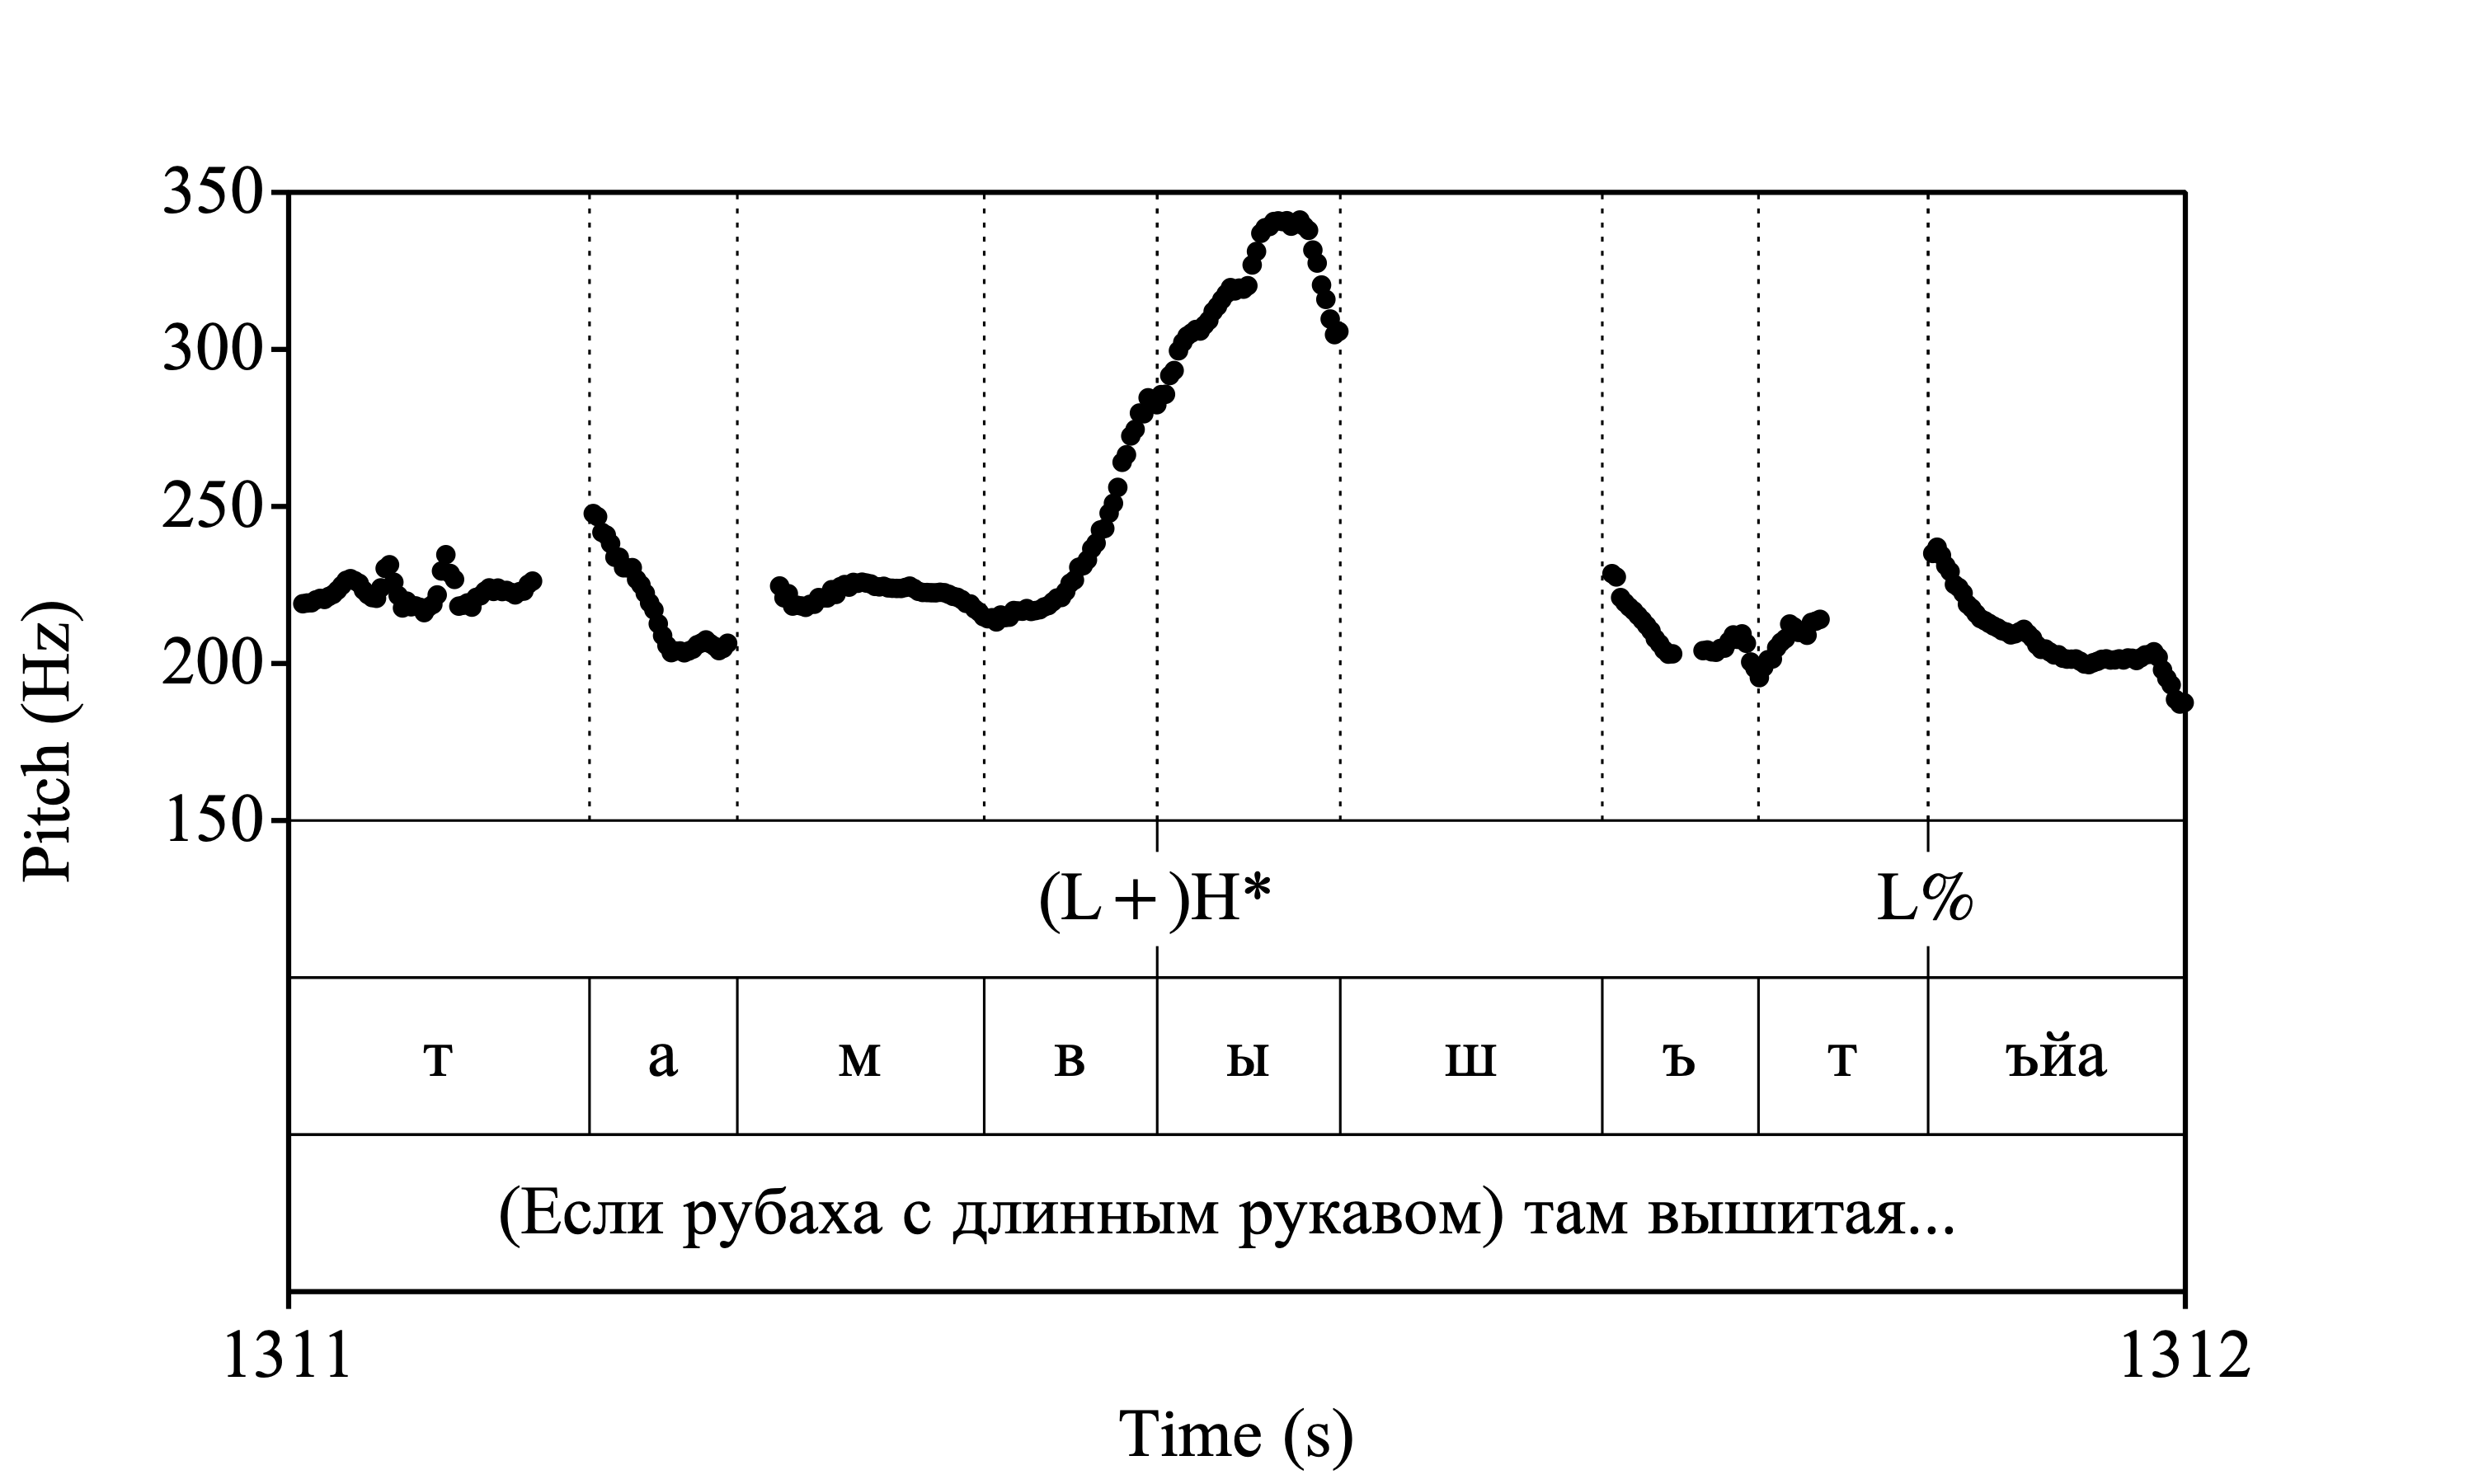 350
300
250
200
150
Pitch (Hz)
(L+)H* L%
т а м в ы ш ъ т ъйа
(Если рубаха с длинным рукавом) там вышитая...
1311 1312
Time (s)